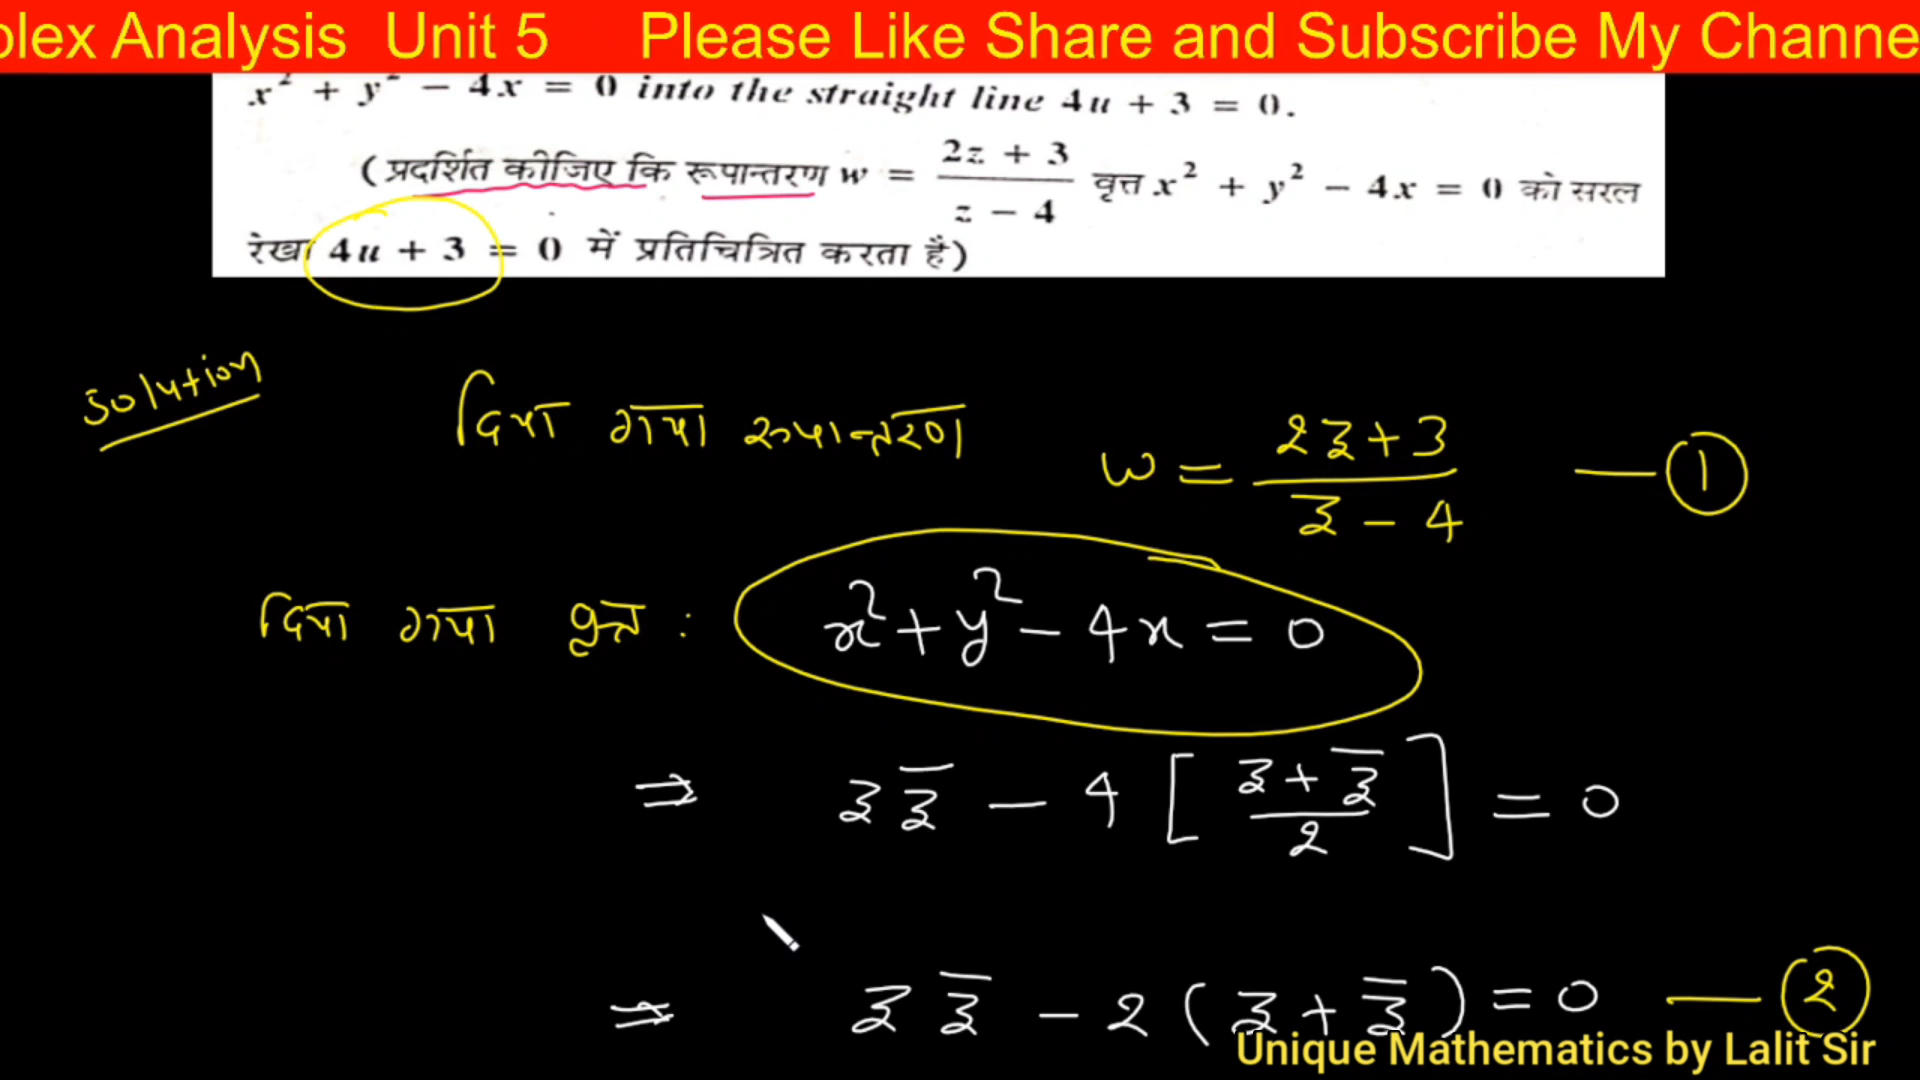 plex Analysis Unit 5 Please Like Share and Subscribe My Channe
x² + y² − 4x = 0 into the straight line 4u + 3 = 0.
(प्रदर्शित कीजिए कि रूपान्तरण w = (2z + 3)/(z − 4) वृत्त x² + y² − 4x = 0 को सरल
रेखा 4u + 3 = 0 में प्रतिचित्रित करता है)
Solution दिया गया रूपान्तरण w = (2z+3)/(z−4) —①
दिया गया वृत्त : x²+y²−4x=0
⇒ z z̅ − 4 [ (z+z̅)/2 ] = 0
⇒ z z̅ − 2 (z+z̅) = 0 —②
Unique Mathematics by Lalit Sir